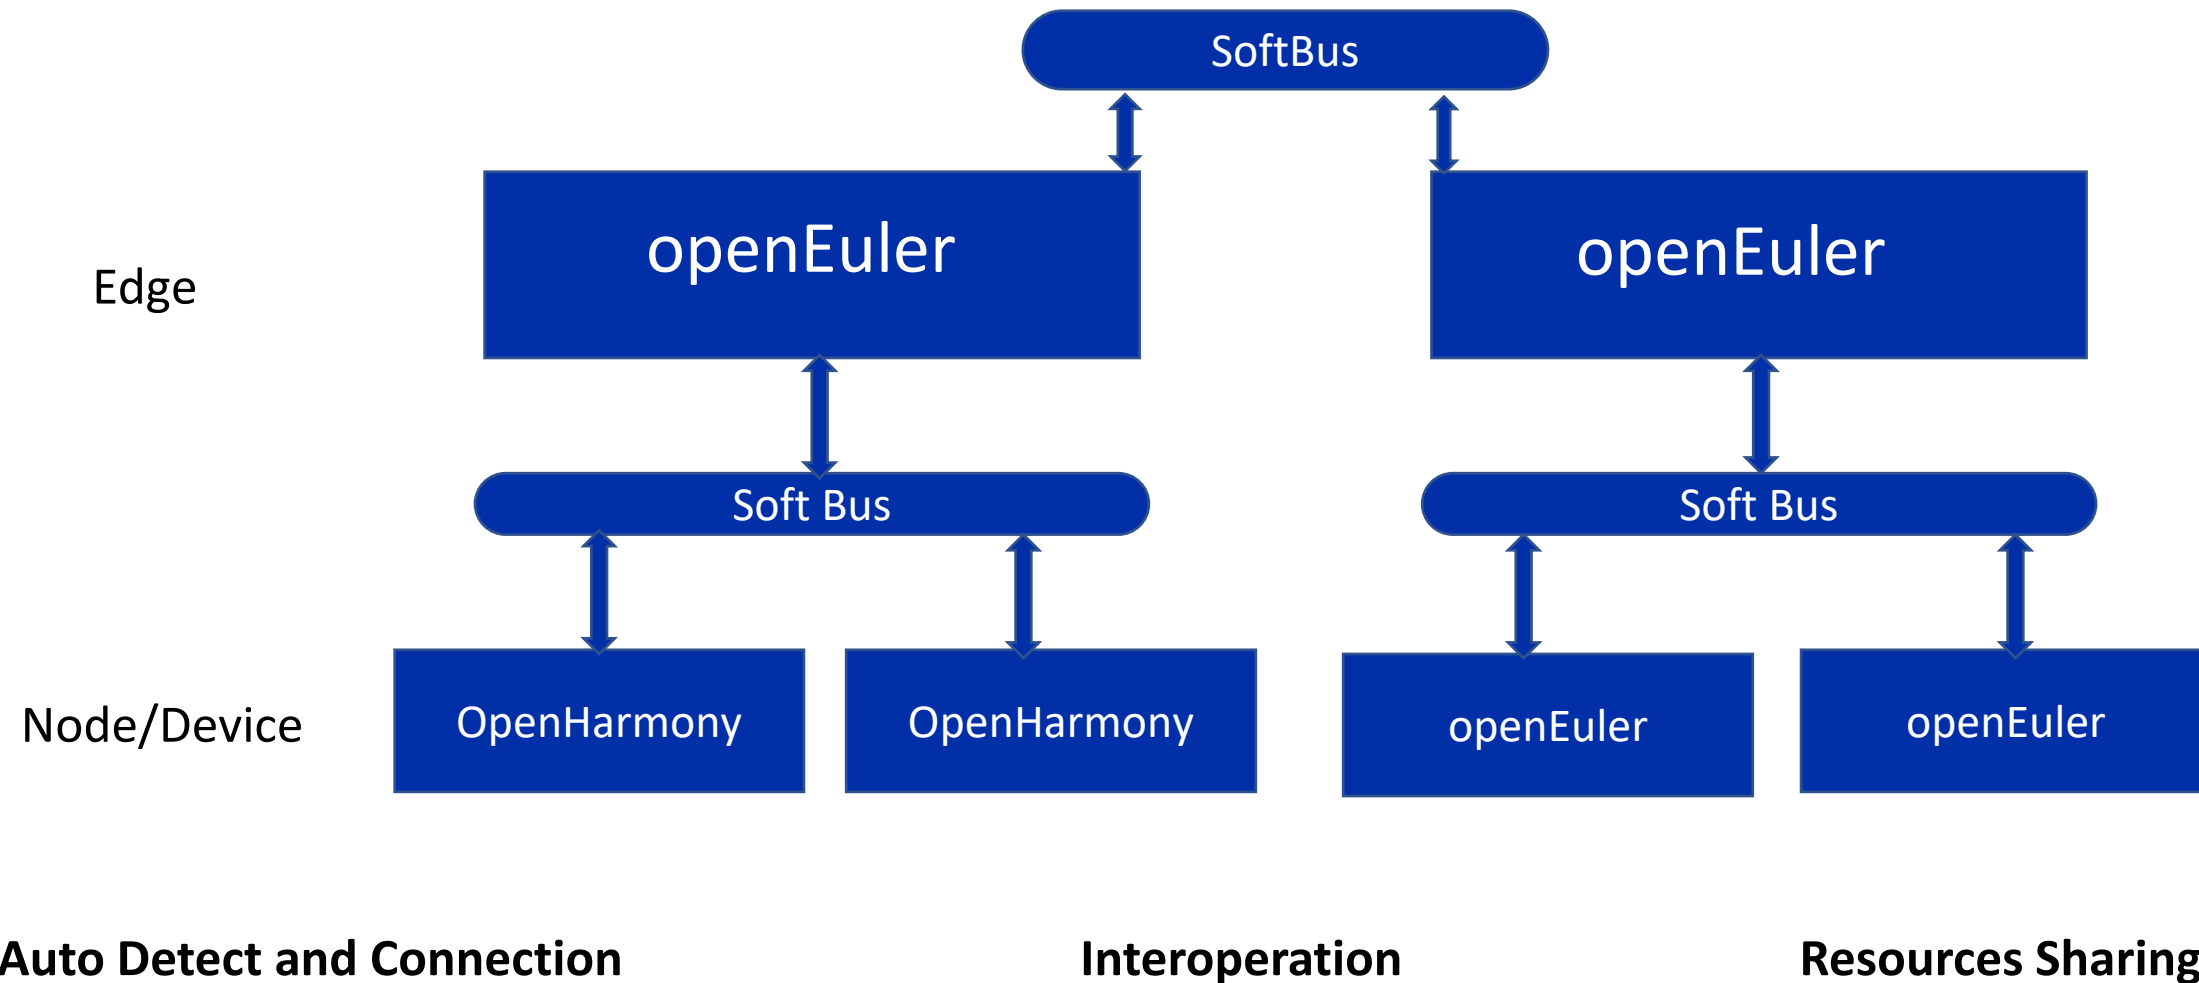 SoftBus
openEuler
openEuler
Edge
Soft Bus
Soft Bus
Node/Device
OpenHarmony
OpenHarmony
openEuler
openEuler
Auto Detect and Connection
Interoperation
Resources Sharing